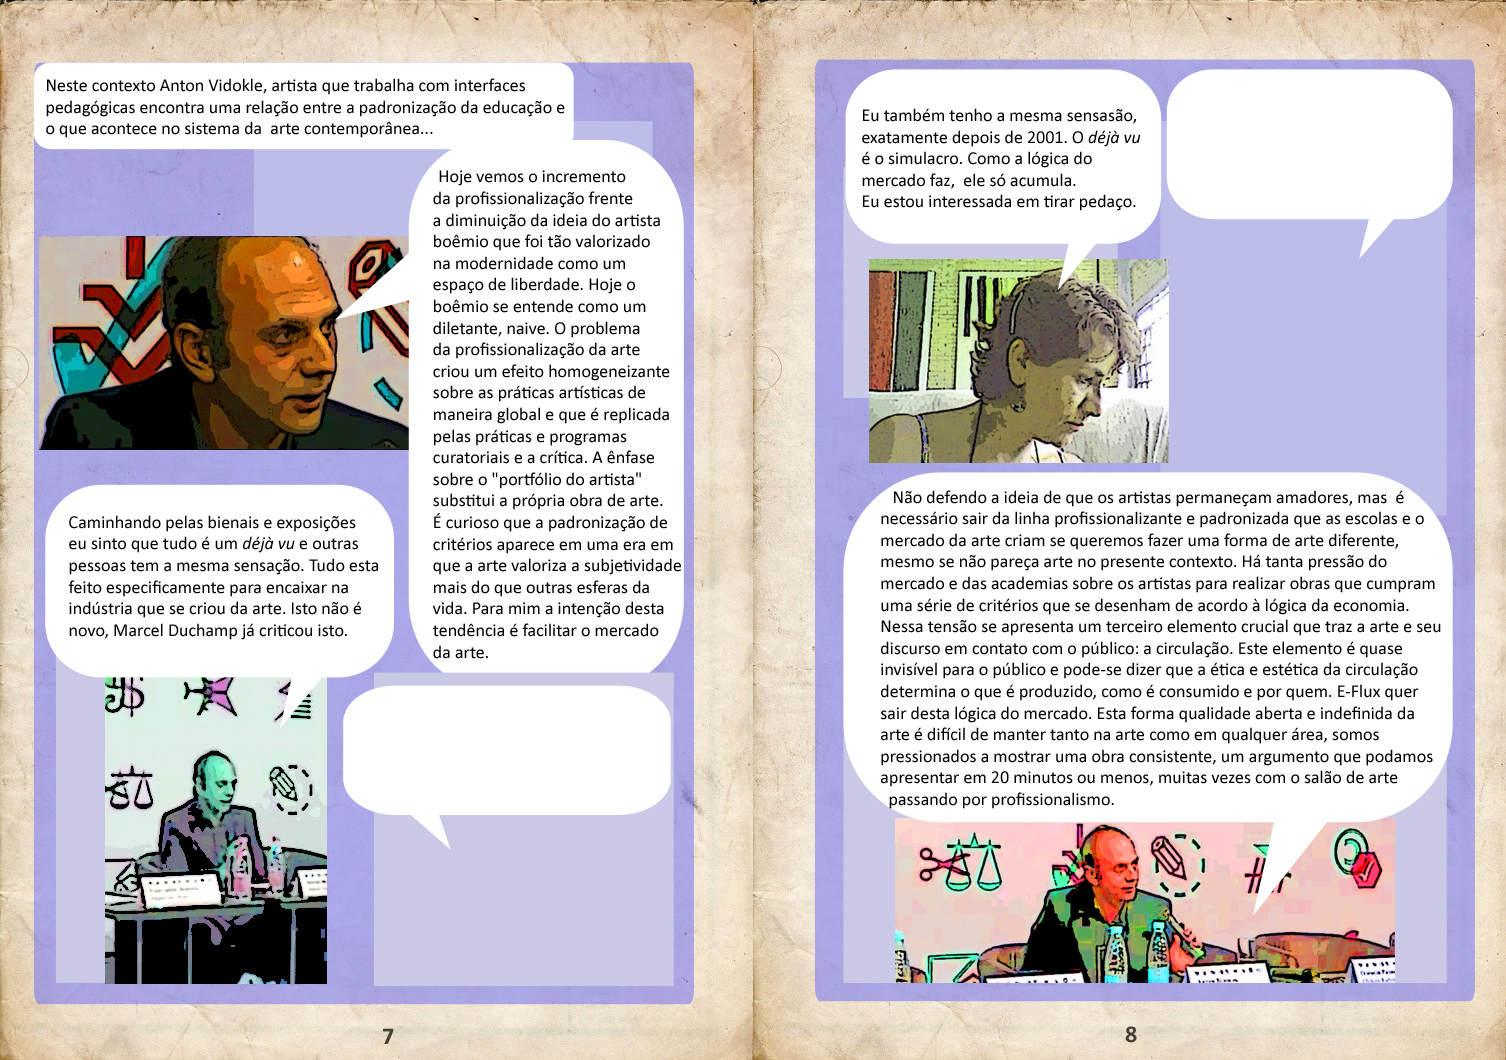 Neste contexto Anton Vidokle, artista que trabalha com interfaces
pedagógicas encontra uma relação entre a padronização da educação e
o que acontece no sistema da arte contemporânea...
Hoje vemos o incremento
da profissionalização frente
a diminuição da ideia do artista
boêmio que foi tão valorizado
na modernidade como um
espaço de liberdade. Hoje o
boêmio se entende como um
diletante, naive. O problema
da profissionalização da arte
criou um efeito homogeneizante
sobre as práticas artísticas de
maneira global e que é replicada
pelas práticas e programas
curatoriais e a crítica. A ênfase
sobre o "portfólio do artista"
substitui a própria obra de arte.
É curioso que a padronização de
critérios aparece em uma era em
que a arte valoriza a subjetividade
mais do que outras esferas da
vida. Para mim a intenção desta
tendência é facilitar o mercado
da arte.
Caminhando pelas bienais e exposições
eu sinto que tudo é um déjà vu e outras
pessoas tem a mesma sensação. Tudo esta
feito especificamente para encaixar na
indústria que se criou da arte. Isto não é
novo, Marcel Duchamp já criticou isto.
7
Eu também tenho a mesma sensasão,
exatamente depois de 2001. O déjà vu
é o simulacro. Como a lógica do
mercado faz, ele só acumula.
Eu estou interessada em tirar pedaço.
Não defendo a ideia de que os artistas permaneçam amadores, mas é
necessário sair da linha profissionalizante e padronizada que as escolas e o
mercado da arte criam se queremos fazer uma forma de arte diferente,
mesmo se não pareça arte no presente contexto. Há tanta pressão do
mercado e das academias sobre os artistas para realizar obras que cumpram
uma série de critérios que se desenham de acordo à lógica da economia.
Nessa tensão se apresenta um terceiro elemento crucial que traz a arte e seu
discurso em contato com o público: a circulação. Este elemento é quase
invisível para o público e pode-se dizer que a ética e estética da circulação
determina o que é produzido, como é consumido e por quem. E-Flux quer
sair desta lógica do mercado. Esta forma qualidade aberta e indefinida da
arte é difícil de manter tanto na arte como em qualquer área, somos
pressionados a mostrar uma obra consistente, um argumento que podamos
apresentar em 20 minutos ou menos, muitas vezes com o salão de arte
passando por profissionalismo.
8